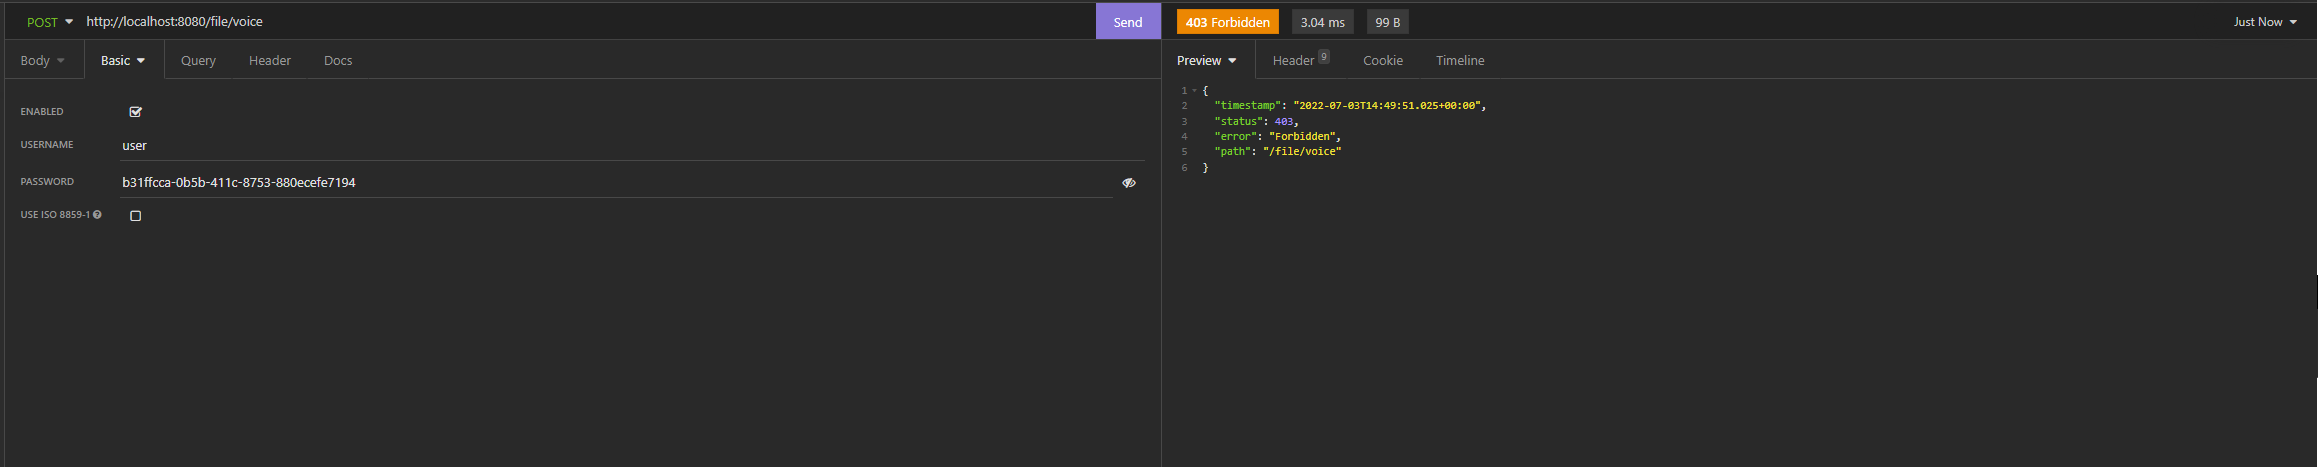 POST http://localhost:8080/file/voice Send 403 Forbidden 3.04 ms 99 B Just Now
Body Basic Query Header Docs Preview Header 9 Cookie Timeline
ENABLED
USERNAME user
PASSWORD b31ffcca-0b5b-411c-8753-880ecefe7194
USE ISO 8859-1
1 {
2 "timestamp": "2022-07-03T14:49:51.025+00:00",
3 "status": 403,
4 "error": "Forbidden",
5 "path": "/file/voice"
6 }